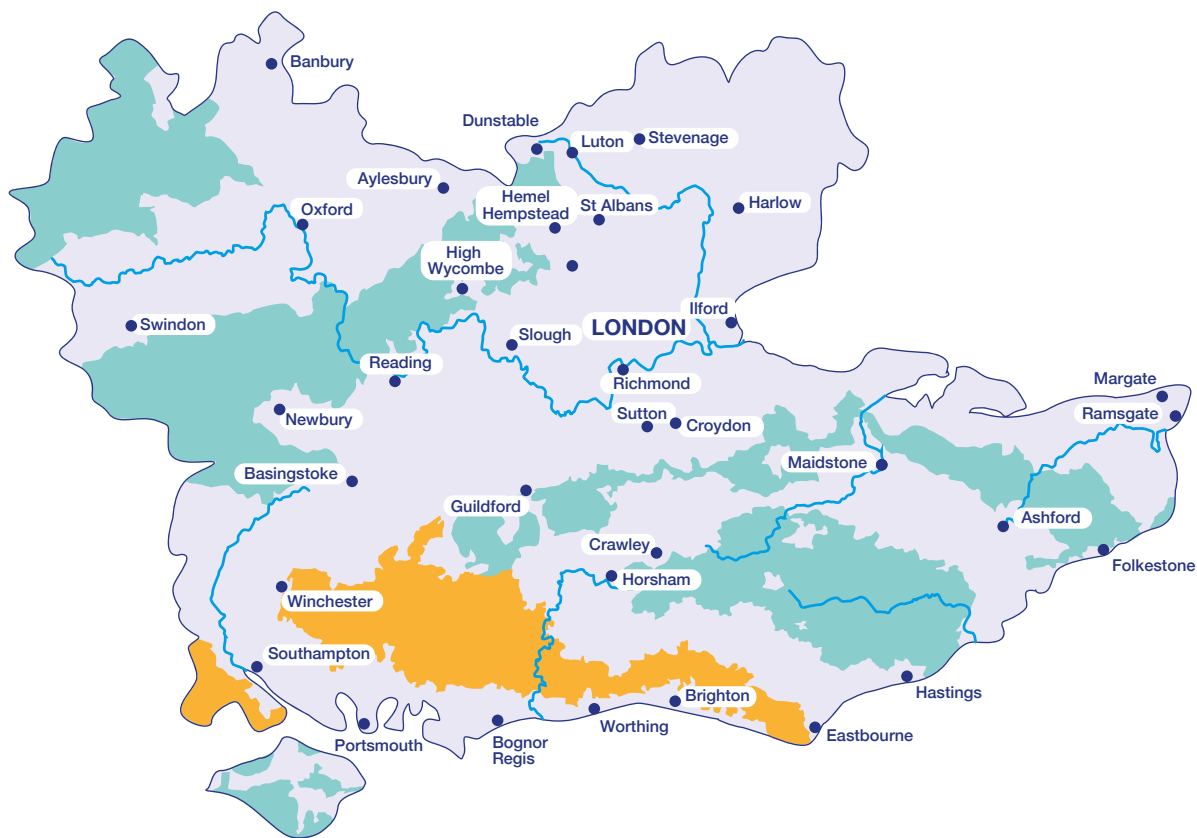 Banbury
Dunstable
Luton
Stevenage
Aylesbury
Hemel
Hempstead
St Albans
Harlow
Oxford
High
Wycombe
Ilford
Swindon
Slough
LONDON
Reading
Richmond
Margate
Newbury
Sutton
Croydon
Ramsgate
Basingstoke
Maidstone
Guildford
Ashford
Crawley
Folkestone
Horsham
Winchester
Southampton
Hastings
Brighton
Portsmouth
Bognor
Regis
Worthing
Eastbourne